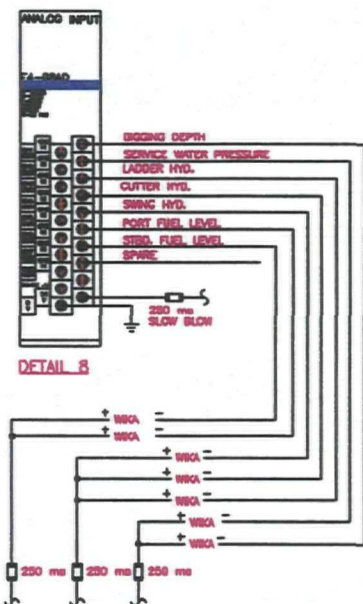 ANALOG INPUT
DIGGING DEPTH
SERVICE WATER PRESSURE
LADDER HYD.
CUTTER HYD.
SWING HYD.
PORT FUEL LEVEL
STBD. FUEL LEVEL
SPARE
250 ma
SLOW BLOW
DETAIL 8
+ WIKA -
+ WIKA -
+ WIKA -
+ WIKA -
+ WIKA -
+ WIKA -
+ WIKA -
250 ma 250 ma 250 ma